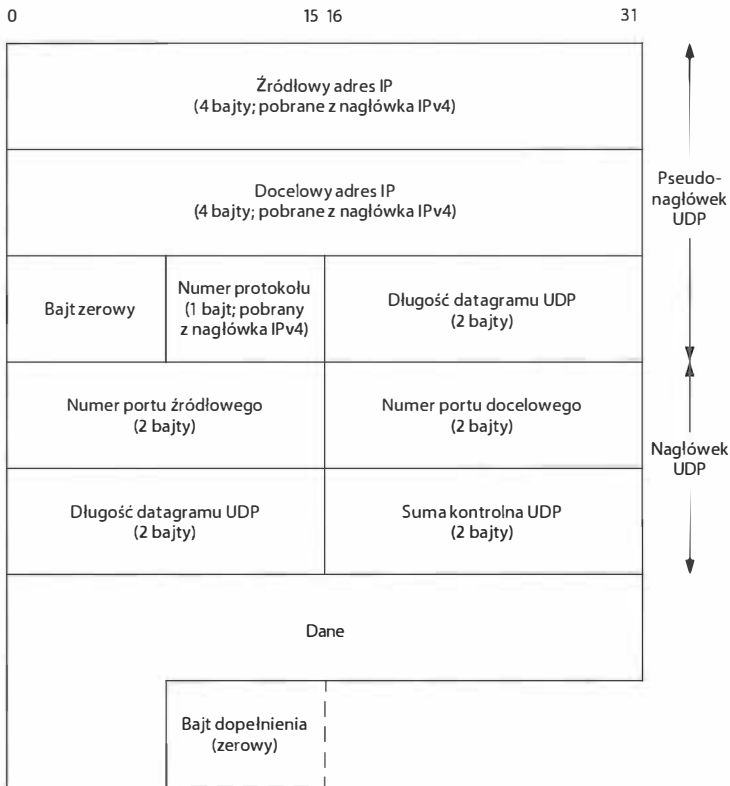 0 15 16 31
Źródłowy adres IP
(4 bajty; pobrane z nagłówka IPv4)
Docelowy adres IP
(4 bajty; pobrane z nagłówka IPv4)
Pseudo-
nagłówek
UDP
Bajt zerowy
Numer protokołu
(1 bajt; pobrany
z nagłówka IPv4)
Długość datagramu UDP
(2 bajty)
Numer portu źródłowego
(2 bajty)
Numer portu docelowego
(2 bajty)
Nagłówek
UDP
Długość datagramu UDP
(2 bajty)
Suma kontrolna UDP
(2 bajty)
Dane
Bajt dopełnienia
(zerowy)